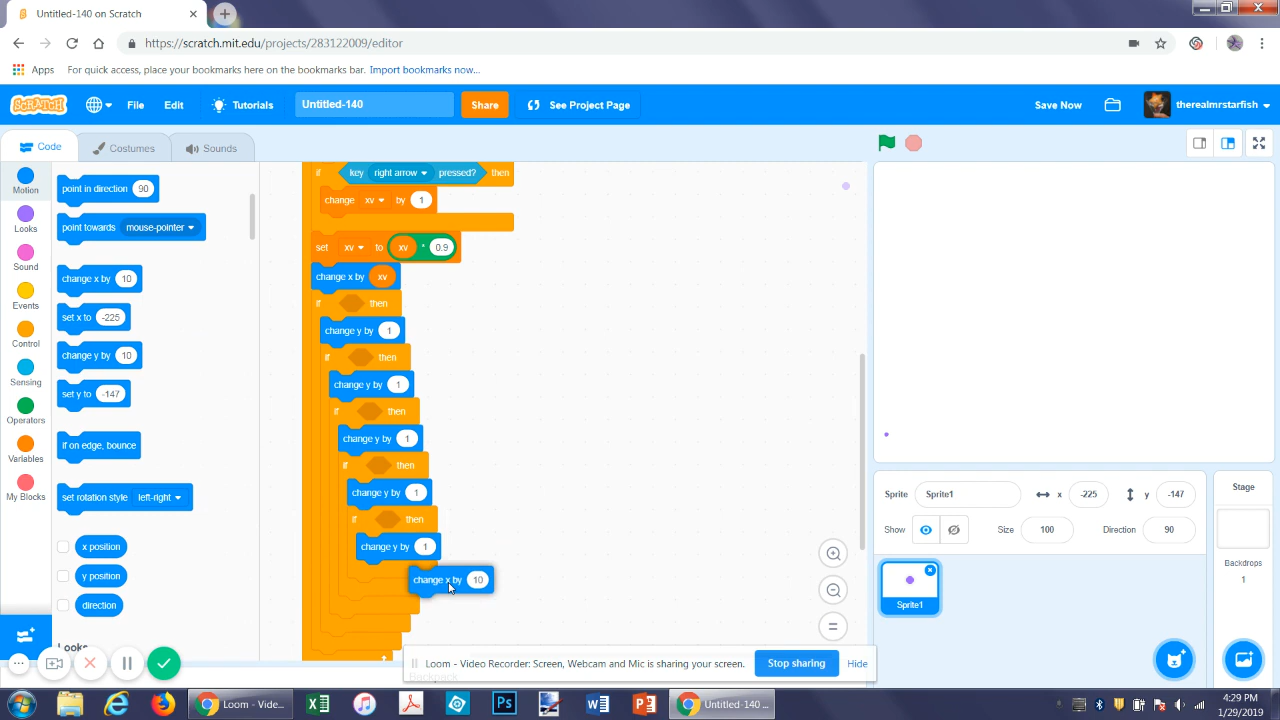 Untitled-140 on Scratch
https://scratch.mit.edu/projects/283122009/editor
Apps For quick access, place your bookmarks here on the bookmarks bar. Import bookmarks now...
SCRATCH File Edit Tutorials Untitled-140 Share See Project Page Save Now therealmrstarfish
Code Costumes Sounds
Motion
Looks
Sound
Events
Control
Sensing
Operators
Variables
My Blocks
point in direction 90
point towards mouse-pointer
change x by 10
set x to -225
change y by 10
set y to -147
if on edge, bounce
set rotation style left-right
x position
y position
direction
Looks
if key right arrow pressed? then
change xv by 1
set xv to xv * 0.9
change x by xv
if then
change y by 1
if then
change y by 1
if then
change y by 1
if then
change y by 1
if then
change y by 1
change x by 10
Sprite Sprite1 x -225 y -147
Show Size 100 Direction 90
Sprite1
Stage
Backdrops
1
Loom - Video Recorder: Screen, Webcam and Mic is sharing your screen. Stop sharing Hide
Backpack
Loom - Vide... Untitled-140 ...
4:29 PM
1/29/2019